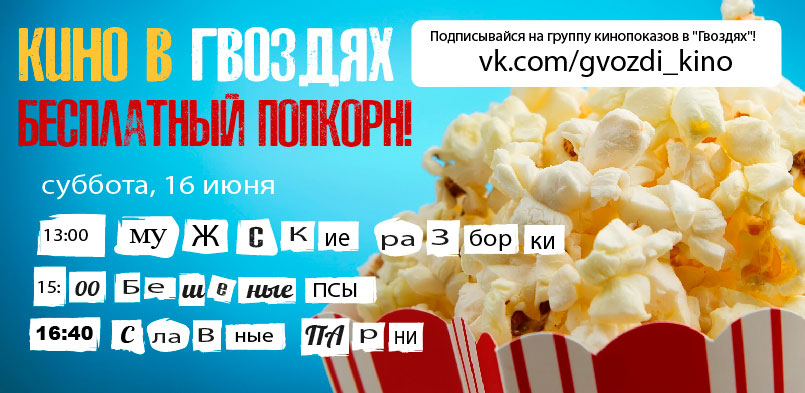 КИНО В ГВОЗДЯХ
БЕСПЛАТНЫЙ ПОПКОРН!
Подписывайся на группу кинопоказов в "Гвоздях"!
vk.com/gvozdi_kino
суббота, 16 июня
13:00 МУЖСКИе разборки
15:00 Бешеные ПСЫ
16:40 Славные ПАРни